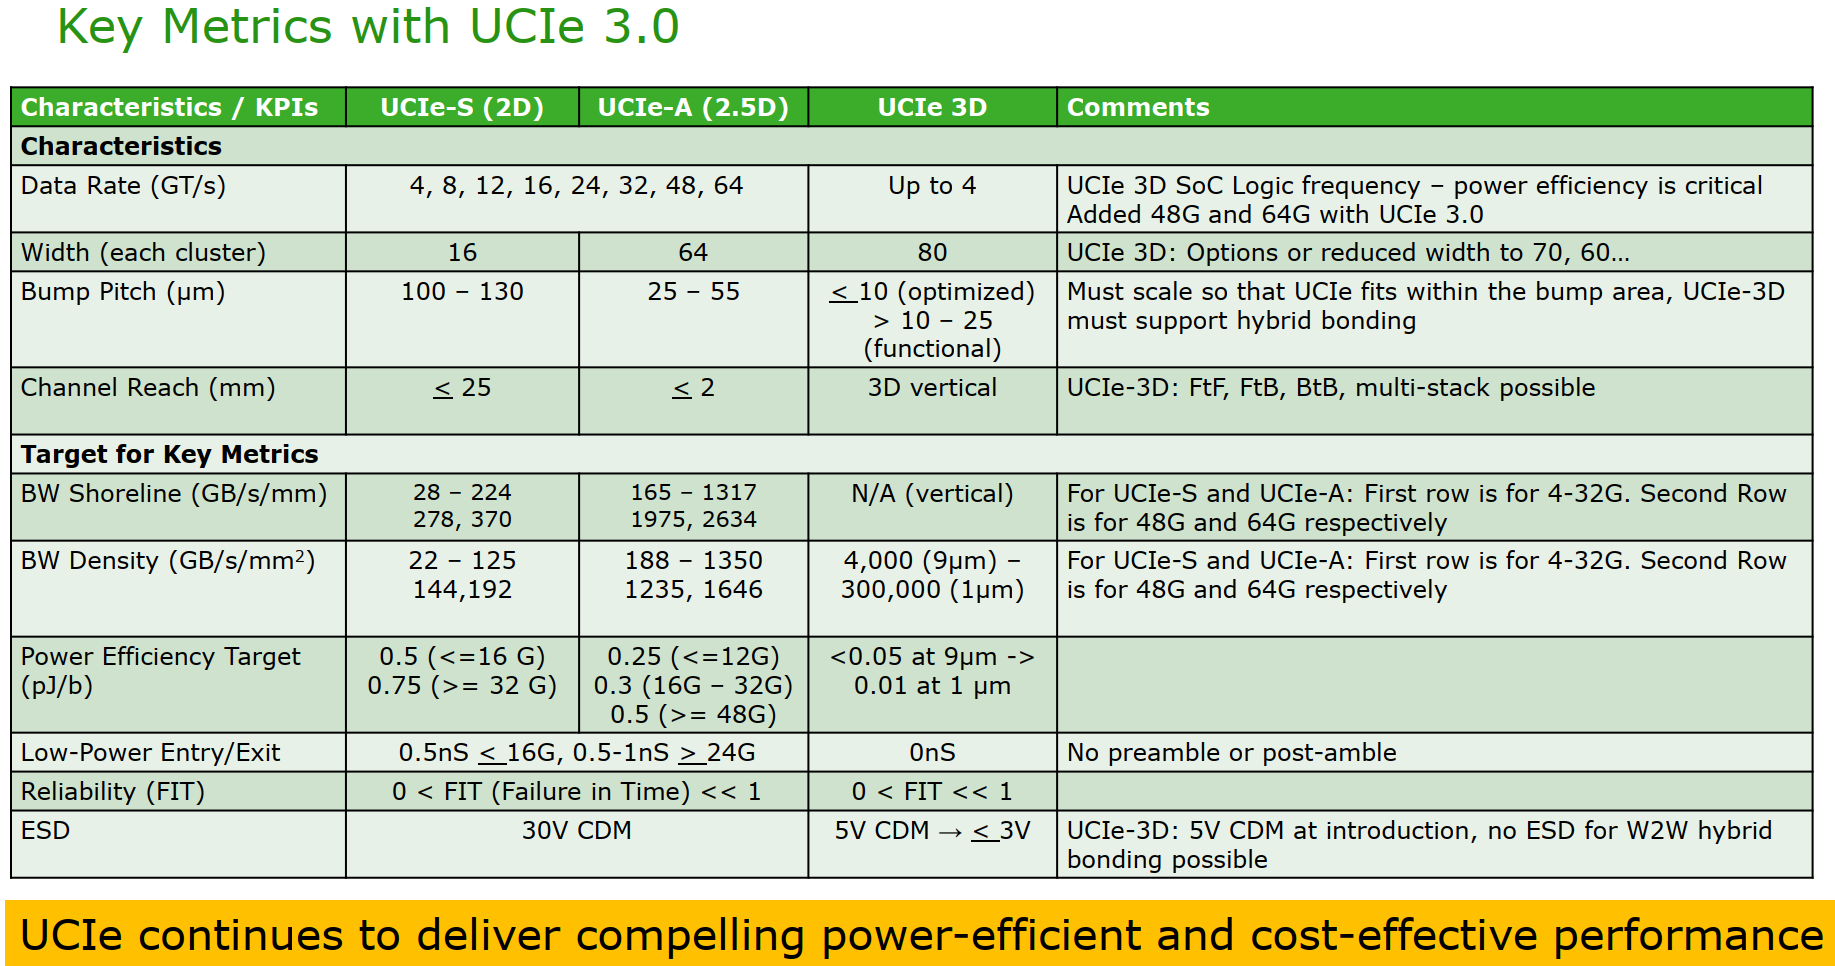 Key Metrics with UCIe 3.0
Characteristics / KPIs
UCIe-S (2D)
UCIe-A (2.5D)
UCIe 3D
Comments
Characteristics
Data Rate (GT/s)
4, 8, 12, 16, 24, 32, 48, 64
Up to 4
UCIe 3D SoC Logic frequency – power efficiency is critical
Added 48G and 64G with UCIe 3.0
Width (each cluster)
16
64
80
UCIe 3D: Options or reduced width to 70, 60…
Bump Pitch (µm)
100 – 130
25 – 55
< 10 (optimized)
> 10 – 25
(functional)
Must scale so that UCIe fits within the bump area, UCIe-3D
must support hybrid bonding
Channel Reach (mm)
< 25
< 2
3D vertical
UCIe-3D: FtF, FtB, BtB, multi-stack possible
Target for Key Metrics
BW Shoreline (GB/s/mm)
28 – 224
278, 370
165 – 1317
1975, 2634
N/A (vertical)
For UCIe-S and UCIe-A: First row is for 4-32G. Second Row
is for 48G and 64G respectively
BW Density (GB/s/mm²)
22 – 125
144,192
188 – 1350
1235, 1646
4,000 (9µm) –
300,000 (1µm)
For UCIe-S and UCIe-A: First row is for 4-32G. Second Row
is for 48G and 64G respectively
Power Efficiency Target
(pJ/b)
0.5 (<=16 G)
0.75 (>= 32 G)
0.25 (<=12G)
0.3 (16G – 32G)
0.5 (>= 48G)
<0.05 at 9µm ->
0.01 at 1 µm
Low-Power Entry/Exit
0.5nS < 16G, 0.5-1nS > 24G
0nS
No preamble or post-amble
Reliability (FIT)
0 < FIT (Failure in Time) << 1
0 < FIT << 1
ESD
30V CDM
5V CDM → < 3V
UCIe-3D: 5V CDM at introduction, no ESD for W2W hybrid
bonding possible
UCIe continues to deliver compelling power-efficient and cost-effective performance